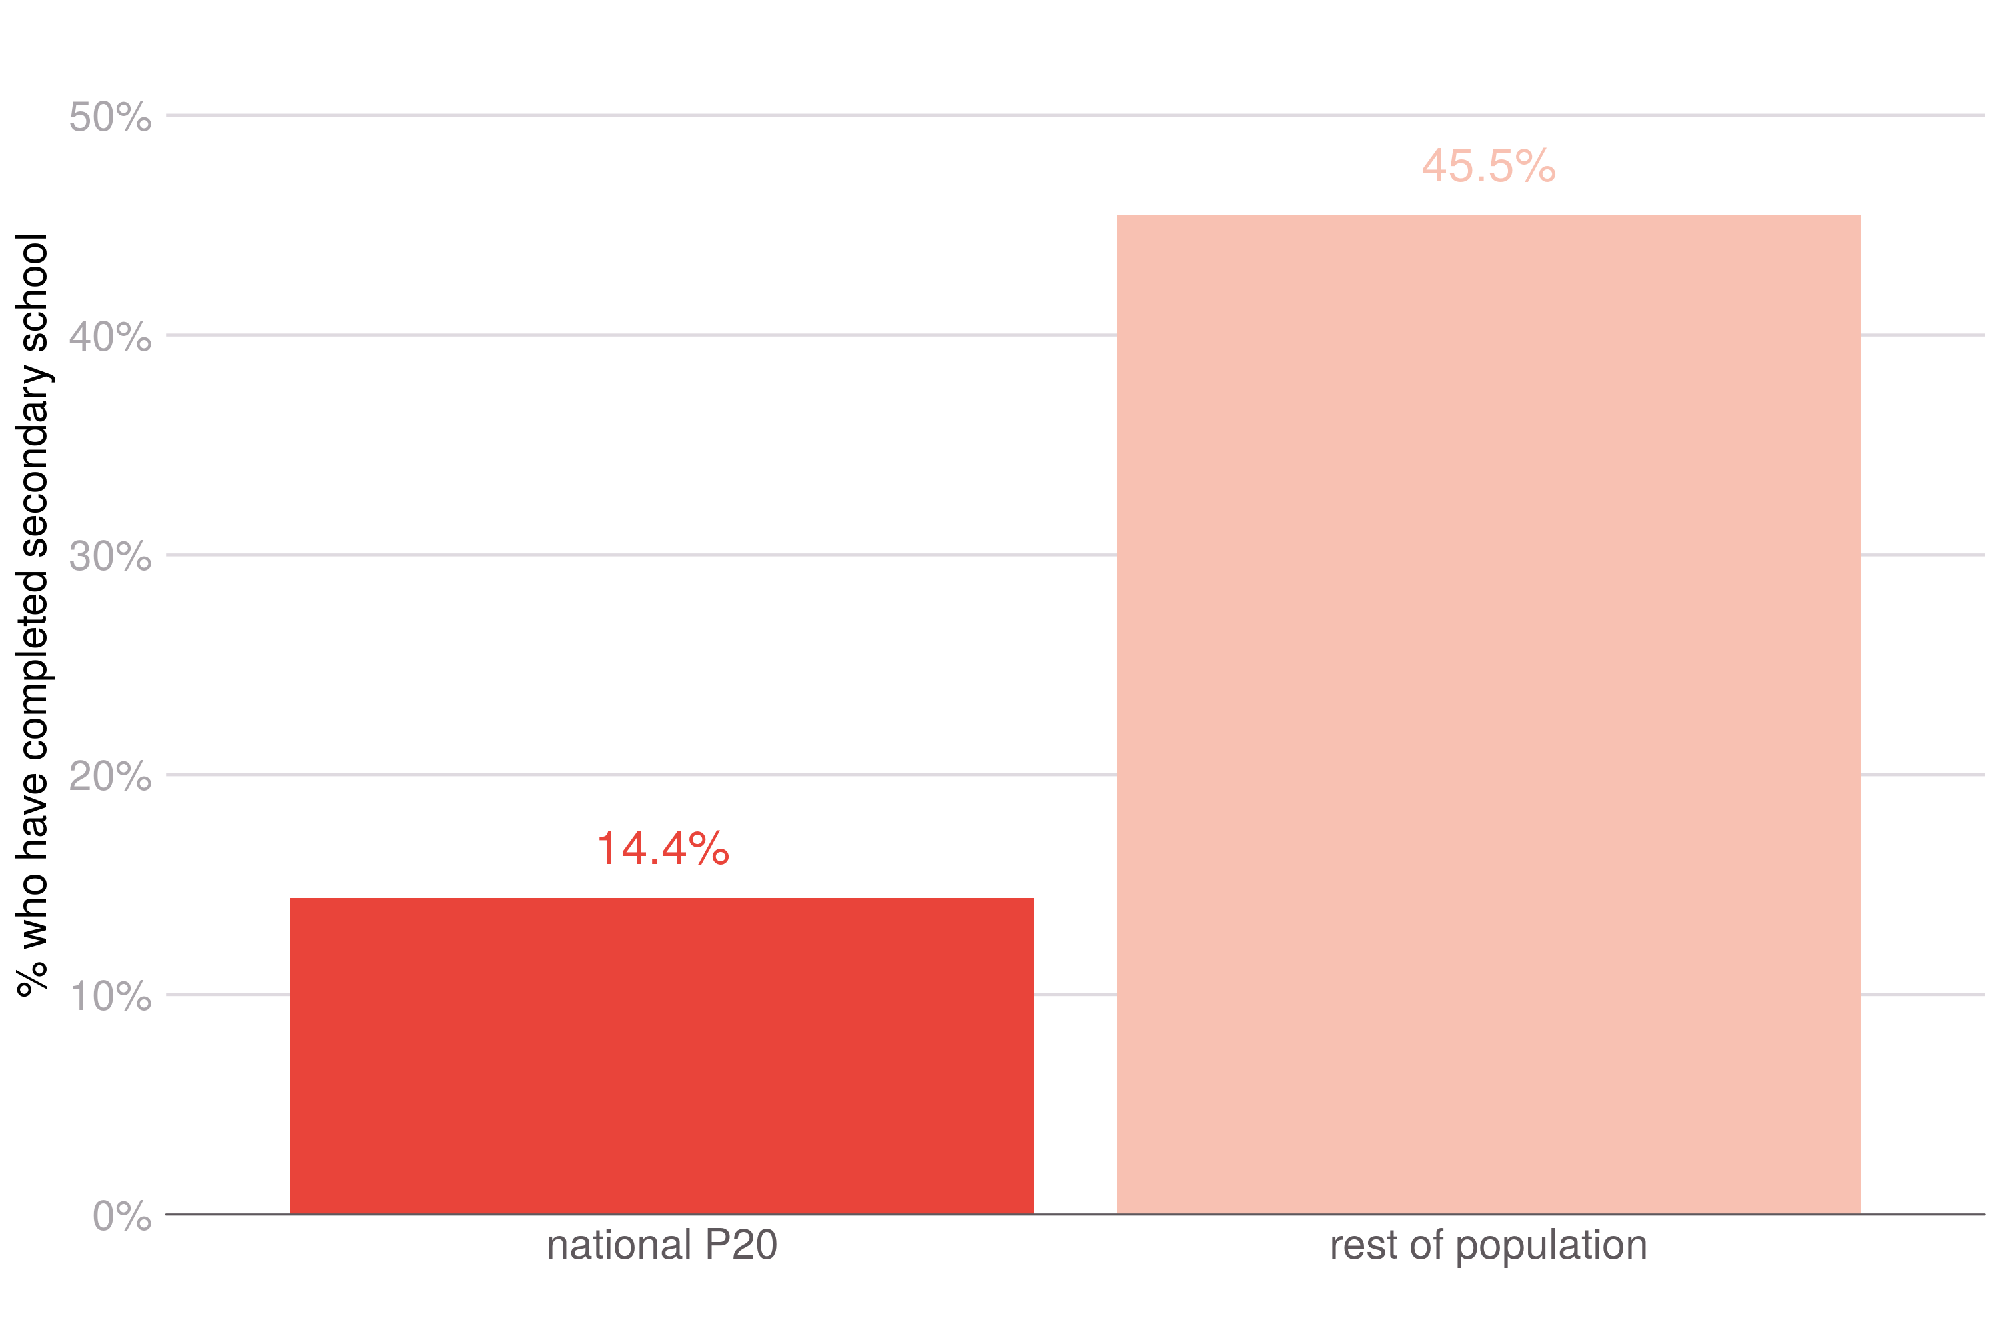 % who have completed secondary school
50%
40%
30%
20%
10%
0%
14.4%
45.5%
national P20
rest of population